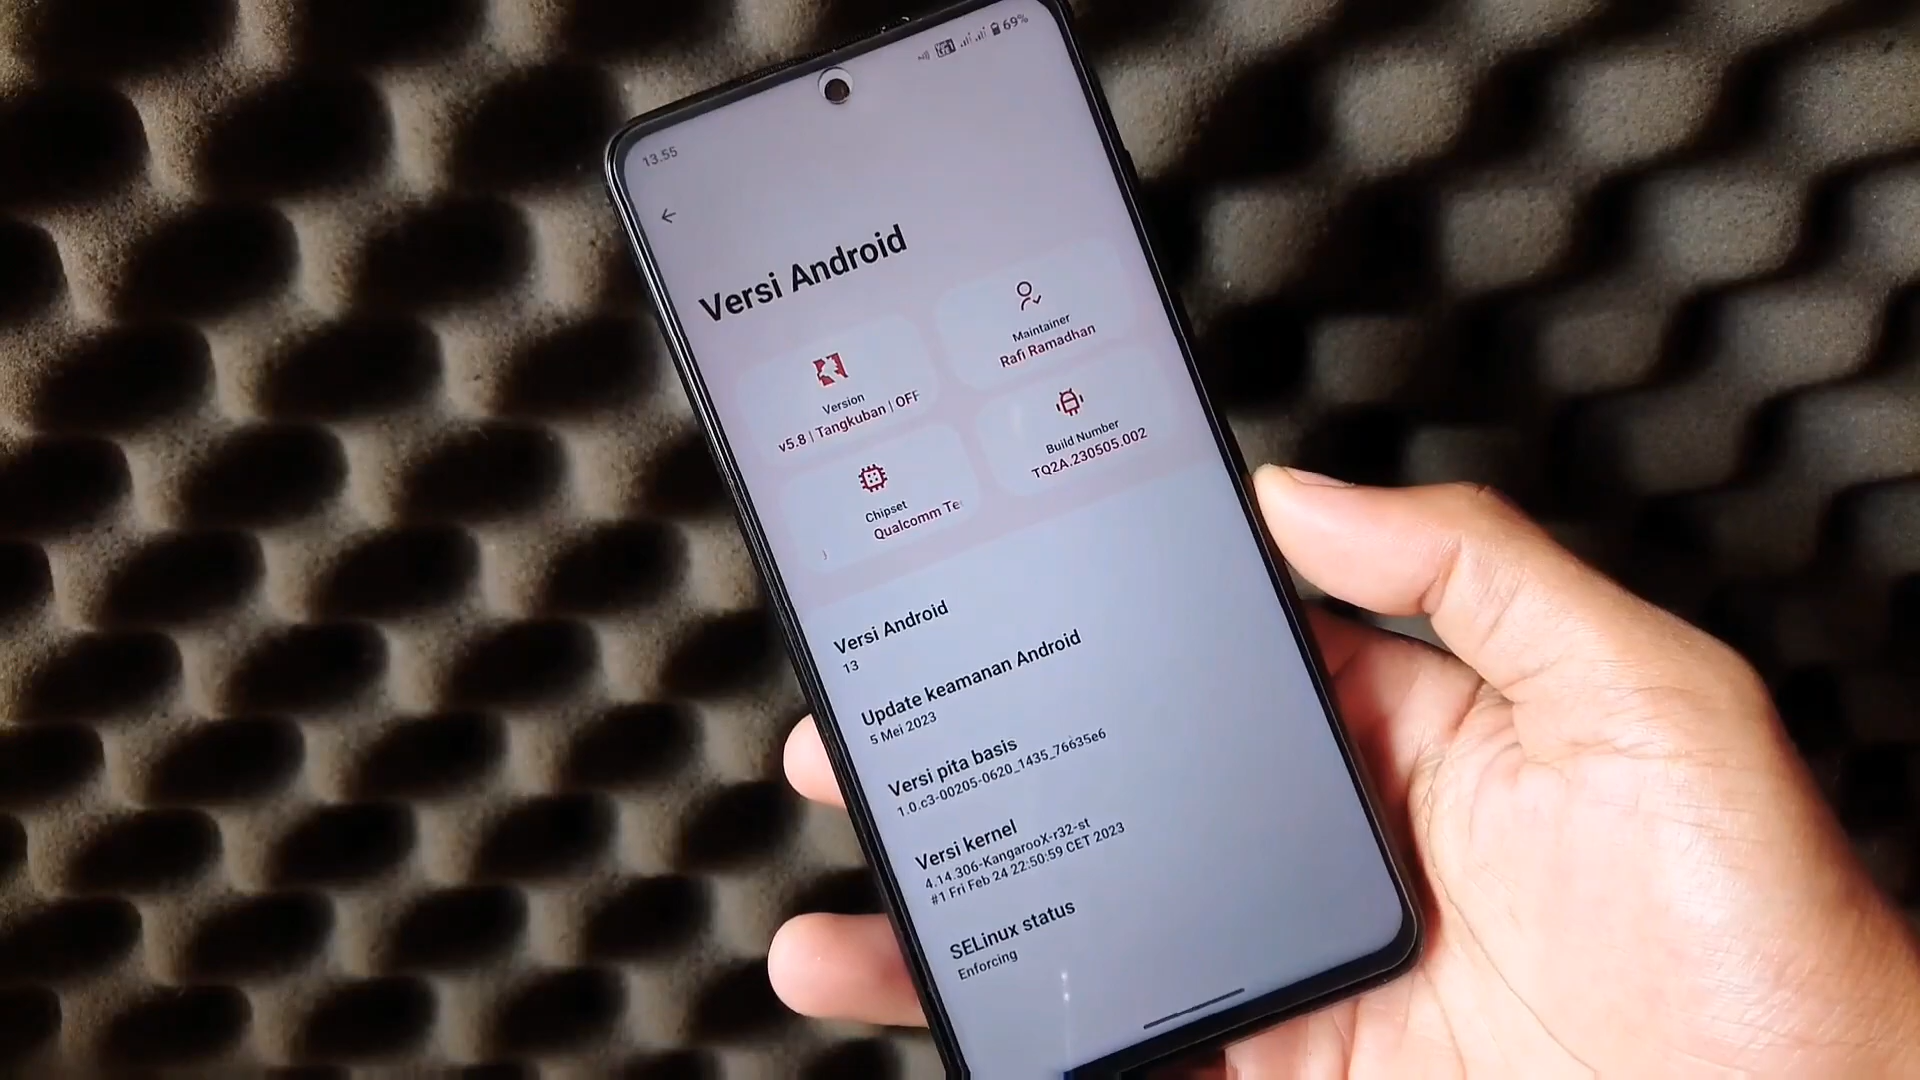 69%
13.55
Versi Android
Version
v5.8 | Tangkuban | OFF
Maintainer
Rafi Ramadhan
Chipset
Qualcomm Te
Build Number
TQ2A.230505.002
Versi Android
13
Update keamanan Android
5 Mei 2023
Versi pita basis
1.0.c3-00205-0620_1435_76635e6
Versi kernel
4.14.306-KangarooX-r32-st
#1 Fri Feb 24 22:50:59 CET 2023
SELinux status
Enforcing